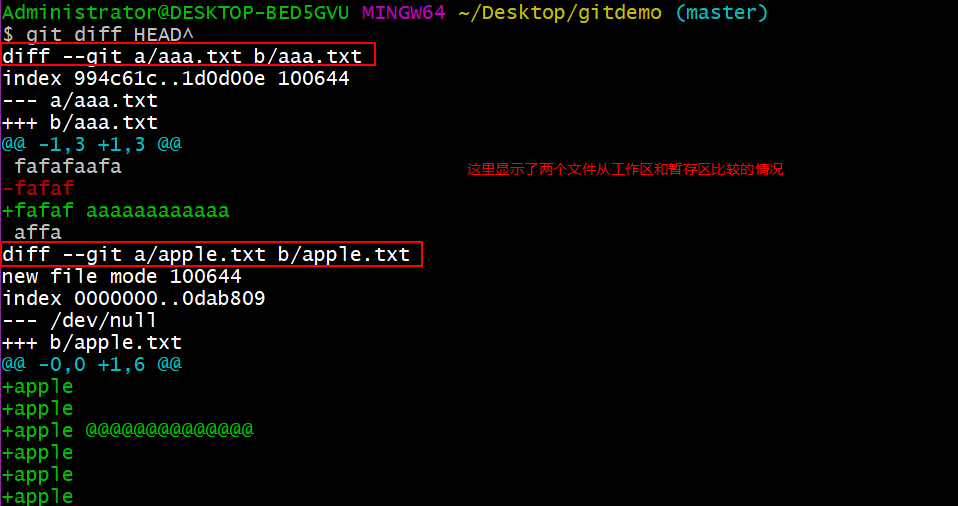 Administrator@DESKTOP-BED5GVU MINGW64 ~/Desktop/gitdemo (master)
$ git diff HEAD^
diff --git a/aaa.txt b/aaa.txt
index 994c61c..1d0d00e 100644
--- a/aaa.txt
+++ b/aaa.txt
@@ -1,3 +1,3 @@
 fafafaafa
这里显示了两个文件从工作区和暂存区比较的情况
-fafaf
+fafaf aaaaaaaaaaaa
 affa
diff --git a/apple.txt b/apple.txt
new file mode 100644
index 0000000..0dab809
--- /dev/null
+++ b/apple.txt
@@ -0,0 +1,6 @@
+apple
+apple
+apple @@@@@@@@@@@@@@
+apple
+apple
+apple